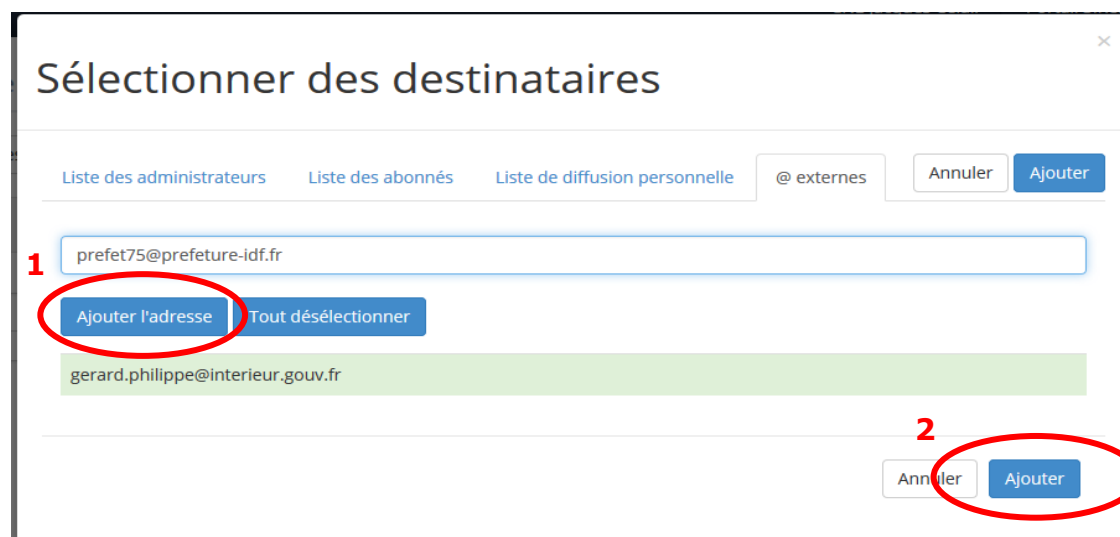 ×
Sélectionner des destinataires
Liste des administrateurs Liste des abonnés Liste de diffusion personnelle @ externes Annuler Ajouter
prefet75@prefeture-idf.fr
1
Ajouter l'adresse Tout désélectionner
gerard.philippe@interieur.gouv.fr
2
Annuler Ajouter